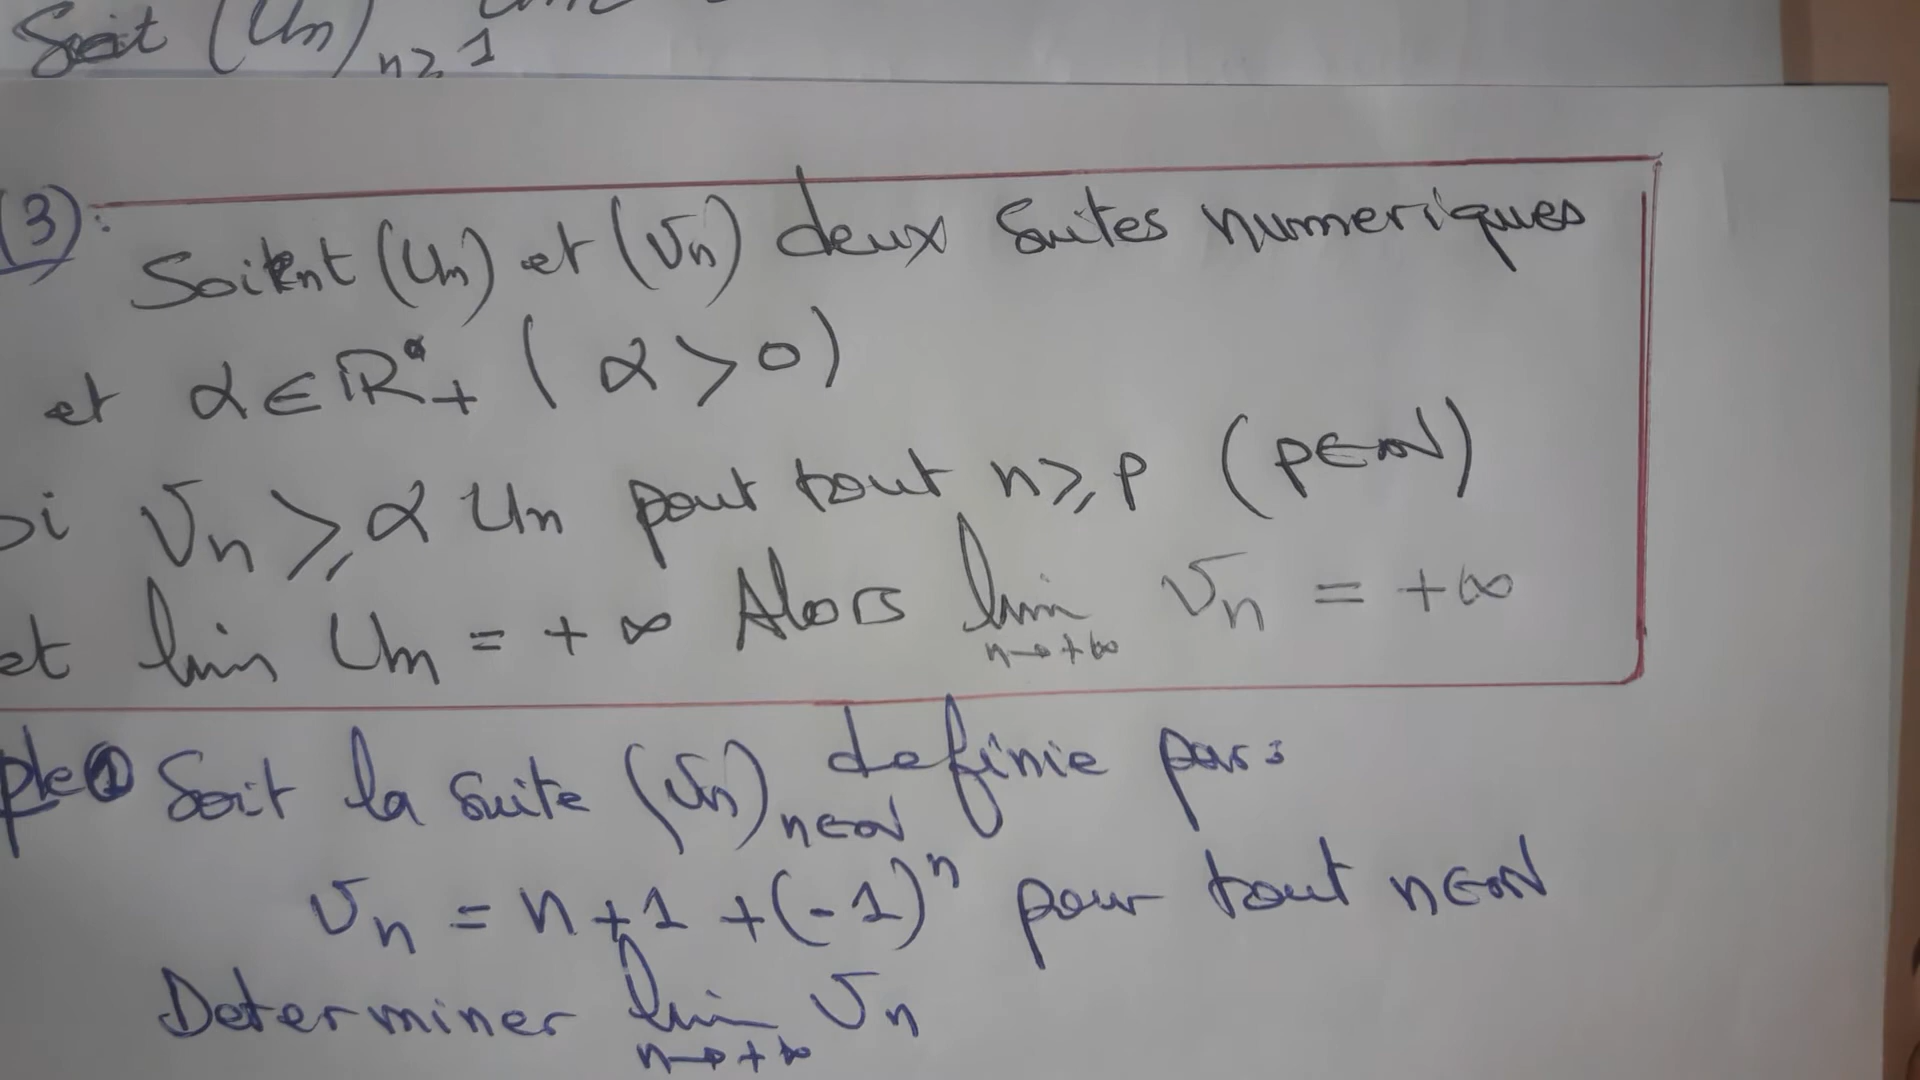 Soit (Un) n≥1
(3):
Soient (Un) et (Vn) deux suites numeriques
et α∈ℝ*₊ ( α > 0)
si Vn ≥ α Un pour tout n≥p (p∈ℕ)
et lim Un = +∞ Alors lim n→+∞ Vn = +∞
ple① Soit la suite (Vn) n∈ℕ definie par:
Vn = n+1 +(-1)ⁿ pour tout n∈ℕ
Determiner lim n→+∞ Vn